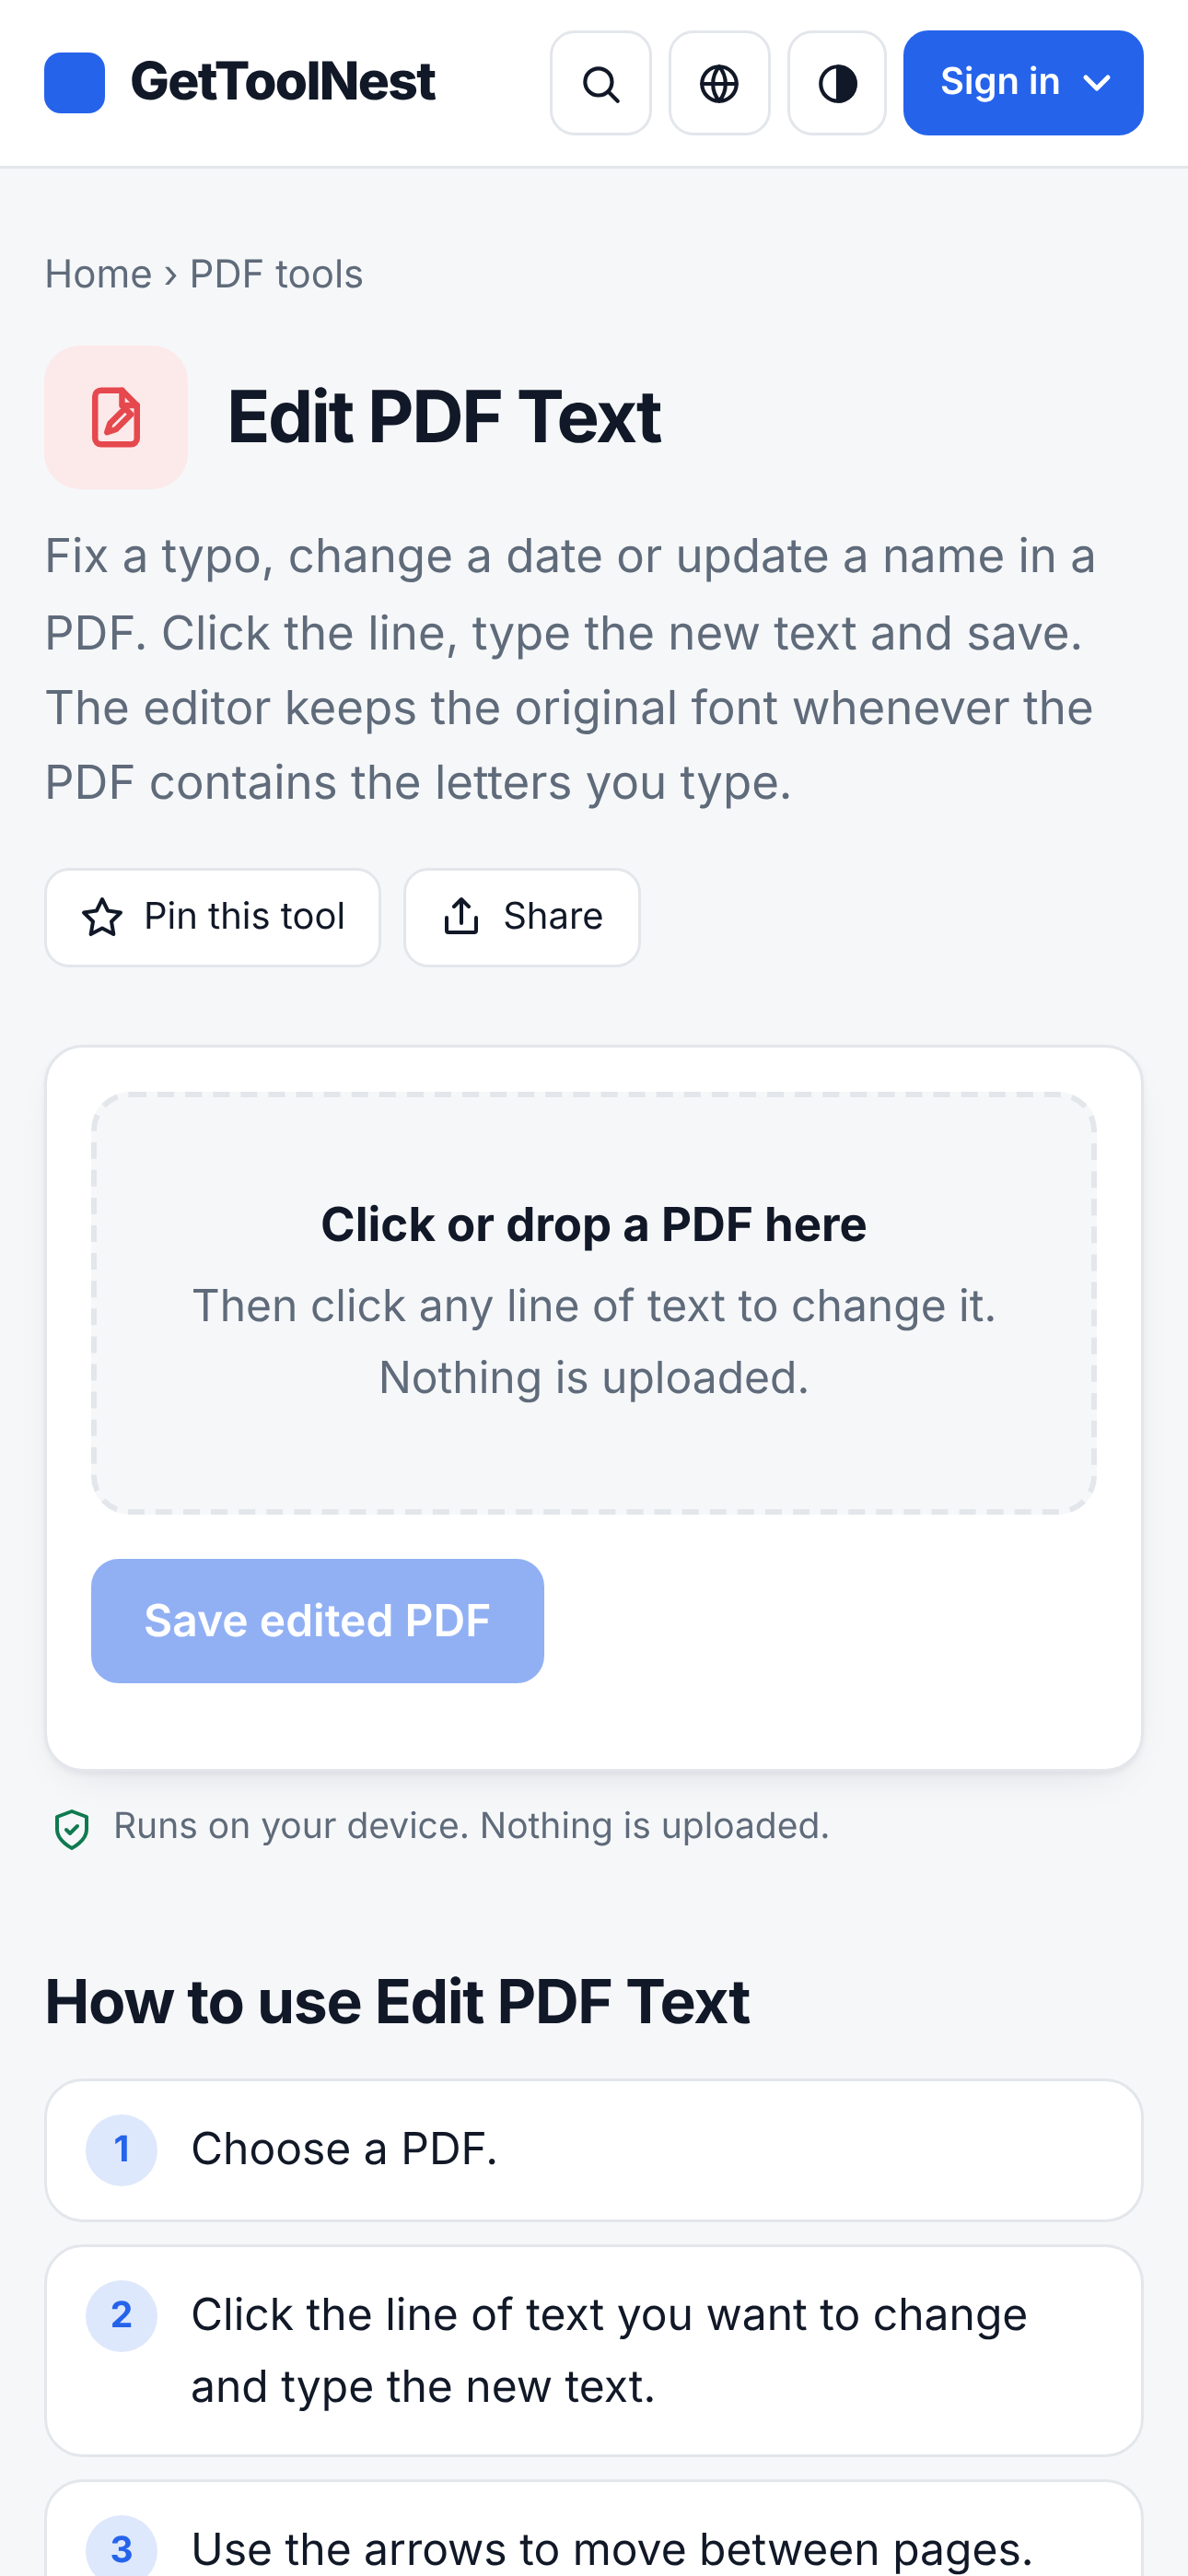 GetToolNest
Sign in
Home › PDF tools
Edit PDF Text
Fix a typo, change a date or update a name in a
PDF. Click the line, type the new text and save.
The editor keeps the original font whenever the
PDF contains the letters you type.
Pin this tool
Share
Click or drop a PDF here
Then click any line of text to change it.
Nothing is uploaded.
Save edited PDF
Runs on your device. Nothing is uploaded.
How to use Edit PDF Text
1 Choose a PDF.
2 Click the line of text you want to change
and type the new text.
3 Use the arrows to move between pages.